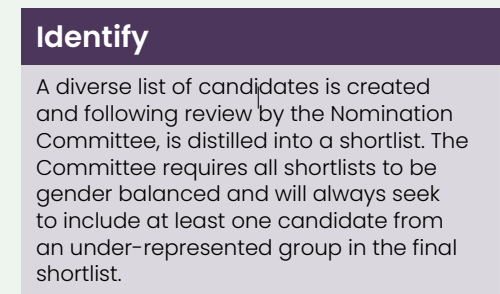 Identify
A diverse list of candidates is created
and following review by the Nomination
Committee, is distilled into a shortlist. The
Committee requires all shortlists to be
gender balanced and will always seek
to include at least one candidate from
an under-represented group in the final
shortlist.